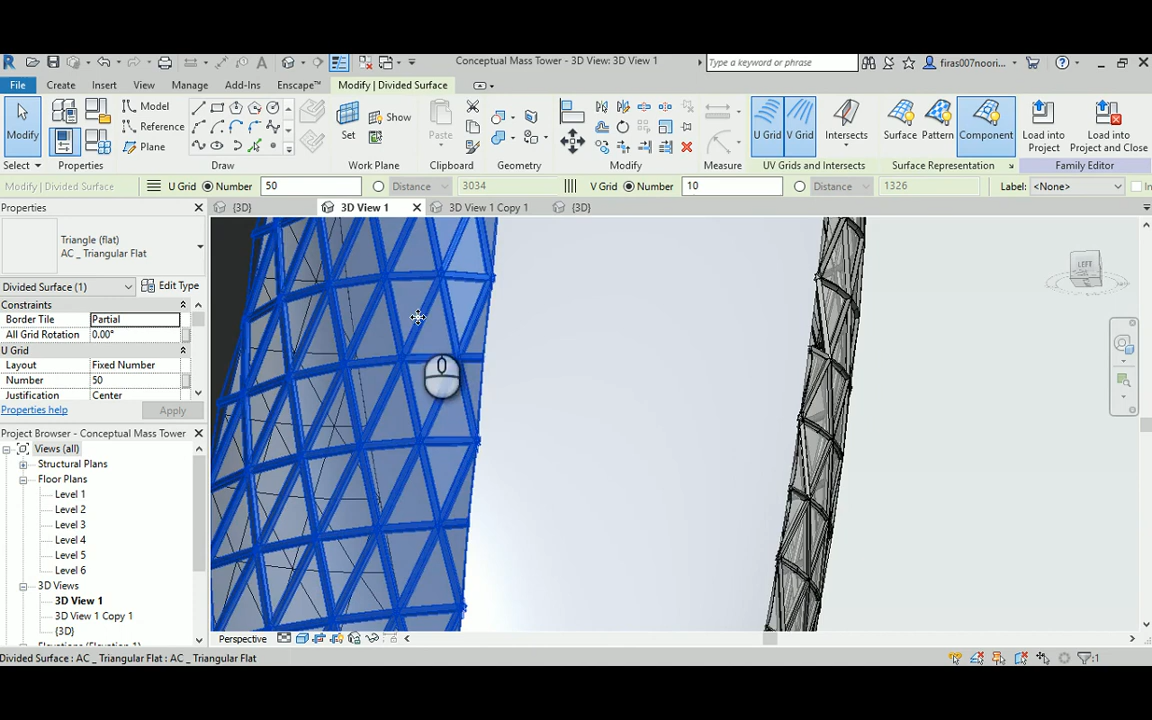 Conceptual Mass Tower - 3D View: 3D View 1
Type a keyword or phrase
firas007noori...
File Create Insert View Manage Add-Ins Enscape™ Modify | Divided Surface
Modify
Model
Reference
Plane
Set
Show
Paste
U Grid V Grid Intersects
Surface Pattern Component
Load into Project
Load into Project and Close
Select Properties Draw Work Plane Clipboard Geometry Modify Measure UV Grids and Intersects Surface Representation Family Editor
Modify | Divided Surface U Grid Number 50 Distance 3034 V Grid Number 10 Distance 1326 Label: <None> In
Properties
{3D} 3D View 1 3D View 1 Copy 1 {3D}
Triangle (flat)
AC _ Triangular Flat
Divided Surface (1) Edit Type
Constraints
Border Tile Partial
All Grid Rotation 0.00°
U Grid
Layout Fixed Number
Number 50
Justification Center
Properties help Apply
LEFT
Project Browser - Conceptual Mass Tower
Views (all)
Structural Plans
Floor Plans
Level 1
Level 2
Level 3
Level 4
Level 5
Level 6
3D Views
3D View 1
3D View 1 Copy 1
{3D}
Elevations (Elevation 1)
Perspective
Divided Surface : AC _ Triangular Flat : AC _ Triangular Flat
:1